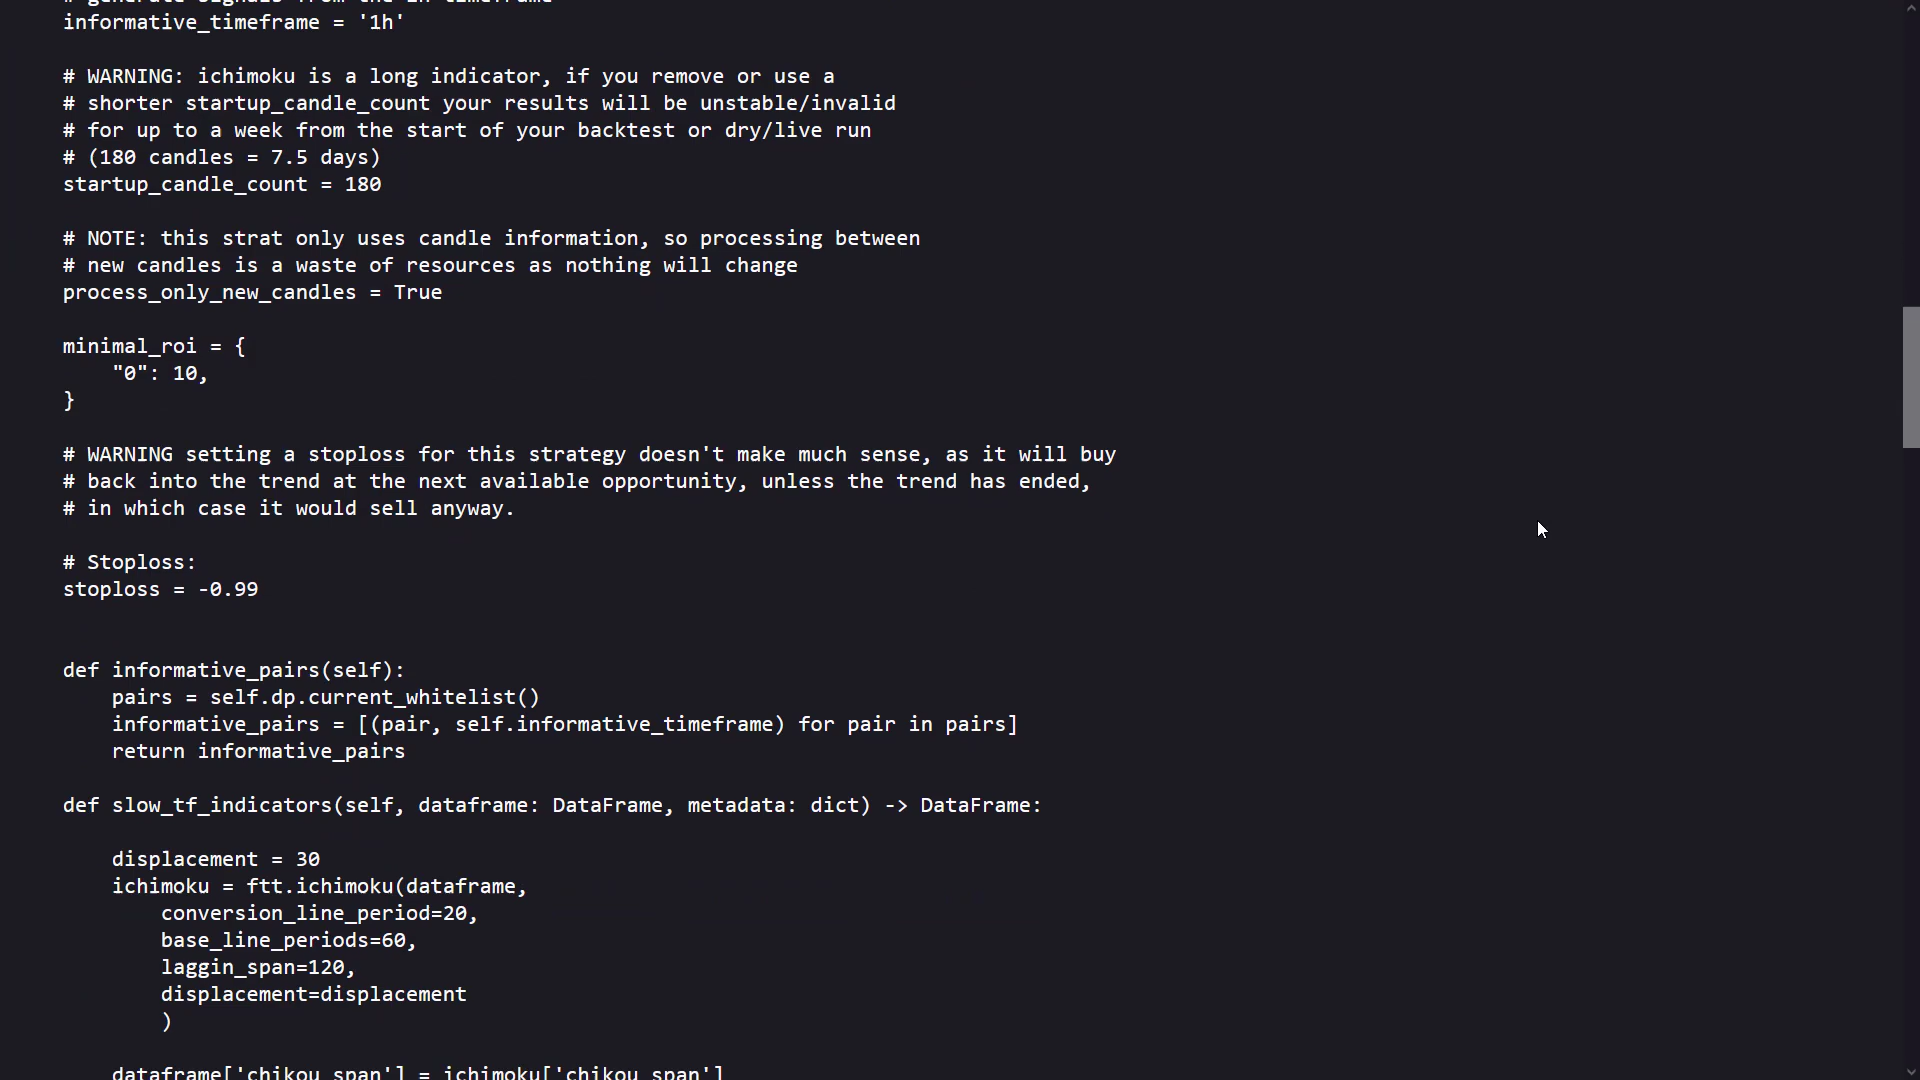 informative_timeframe = '1h'
# WARNING: ichimoku is a long indicator, if you remove or use a
# shorter startup_candle_count your results will be unstable/invalid
# for up to a week from the start of your backtest or dry/live run
# (180 candles = 7.5 days)
startup_candle_count = 180
# NOTE: this strat only uses candle information, so processing between
# new candles is a waste of resources as nothing will change
process_only_new_candles = True
minimal_roi = {
"0": 10,
}
# WARNING setting a stoploss for this strategy doesn't make much sense, as it will buy
# back into the trend at the next available opportunity, unless the trend has ended,
# in which case it would sell anyway.
# Stoploss:
stoploss = -0.99
def informative_pairs(self):
pairs = self.dp.current_whitelist()
informative_pairs = [(pair, self.informative_timeframe) for pair in pairs]
return informative_pairs
def slow_tf_indicators(self, dataframe: DataFrame, metadata: dict) -> DataFrame:
displacement = 30
ichimoku = ftt.ichimoku(dataframe,
conversion_line_period=20,
base_line_periods=60,
laggin_span=120,
displacement=displacement
)
dataframe['chikou_span'] = ichimoku['chikou_span']